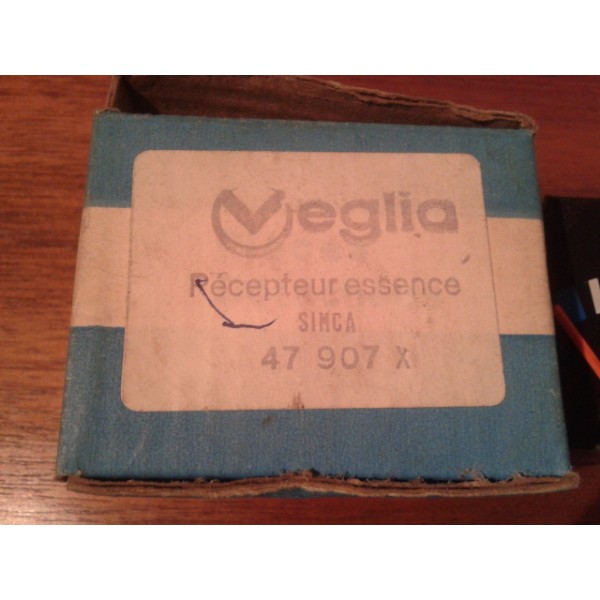 Veglia
Récepteur essence
SIMCA
47 907 X